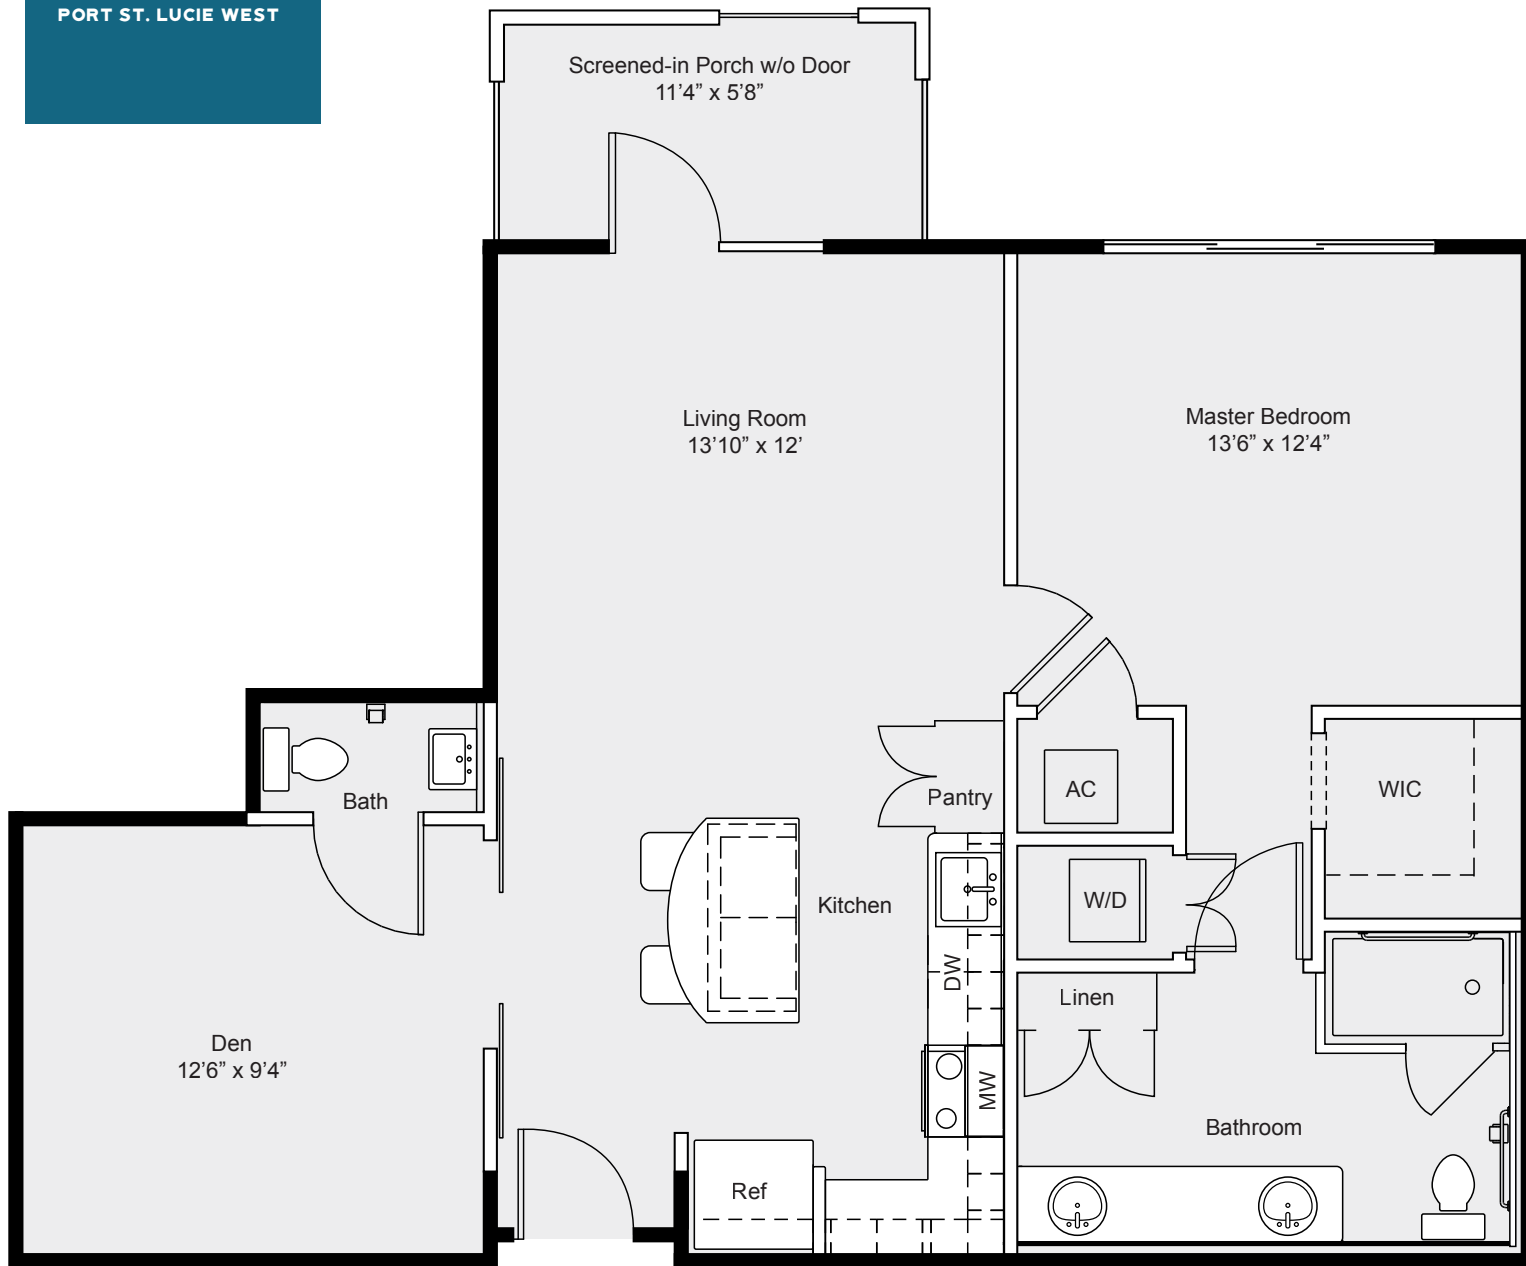 PORT ST. LUCIE WEST
Screened-in Porch w/o Door
11’4” x 5’8”
Living Room
13’10” x 12’
Master Bedroom
13’6” x 12’4”
Bath
Pantry
AC
WIC
Kitchen
W/D
DW
Linen
Den
12’6” x 9’4”
MW
Bathroom
Ref